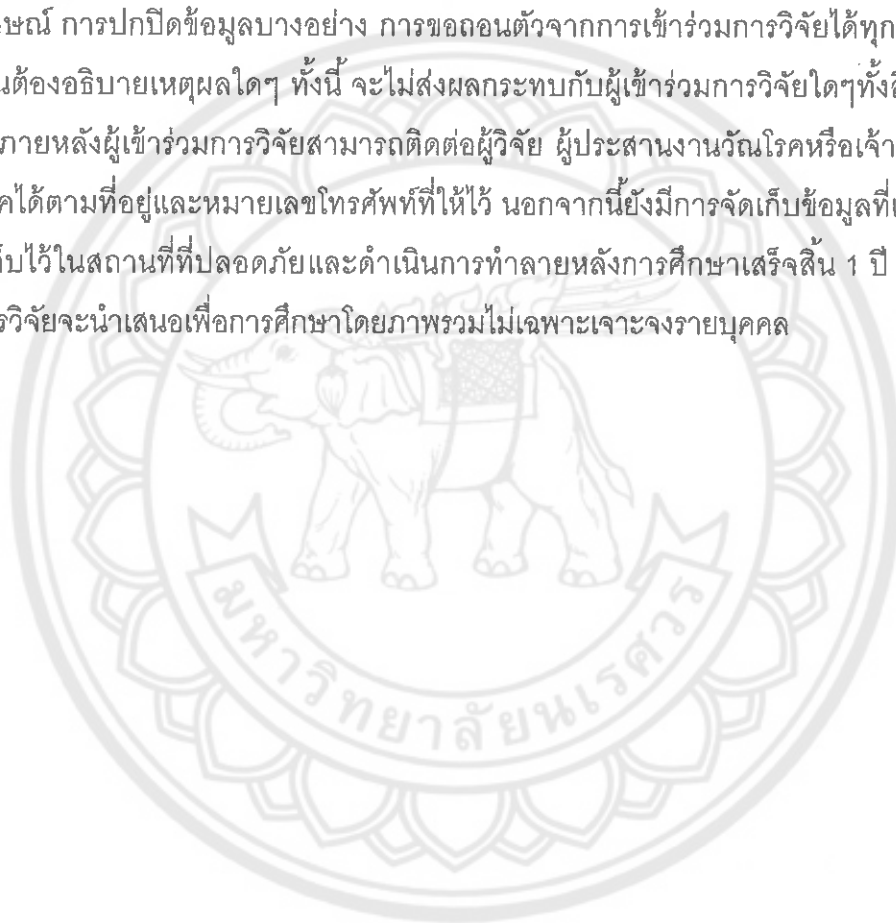 ษณ์ การปกปิดข้อมูลบางอย่าง การขอถอนตัวจากการเข้าร่วมการวิจัยได้ทุก
ต้องอธิบายเหตุผลใดๆ ทั้งนี้ จะไม่ส่งผลกระทบกับผู้เข้าร่วมการวิจัยใดๆทั้งสิ
ภายหลังผู้เข้าร่วมการวิจัยสามารถติดต่อผู้วิจัย ผู้ประสานงานวัณโรคหรือเจ้า
คได้ตามที่อยู่และหมายเลขโทรศัพท์ที่ให้ไว้ นอกจากนี้ยังมีการจัดเก็บข้อมูลที่
บไว้ในสถานที่ที่ปลอดภัยและดำเนินการทำลายหลังการศึกษาเสร็จสิ้น 1 ปี
รวิจัยจะนำเสนอเพื่อการศึกษาโดยภาพรวมไม่เฉพาะเจาะจงรายบุคคล
มหาวิทยาลัยนเรศวร